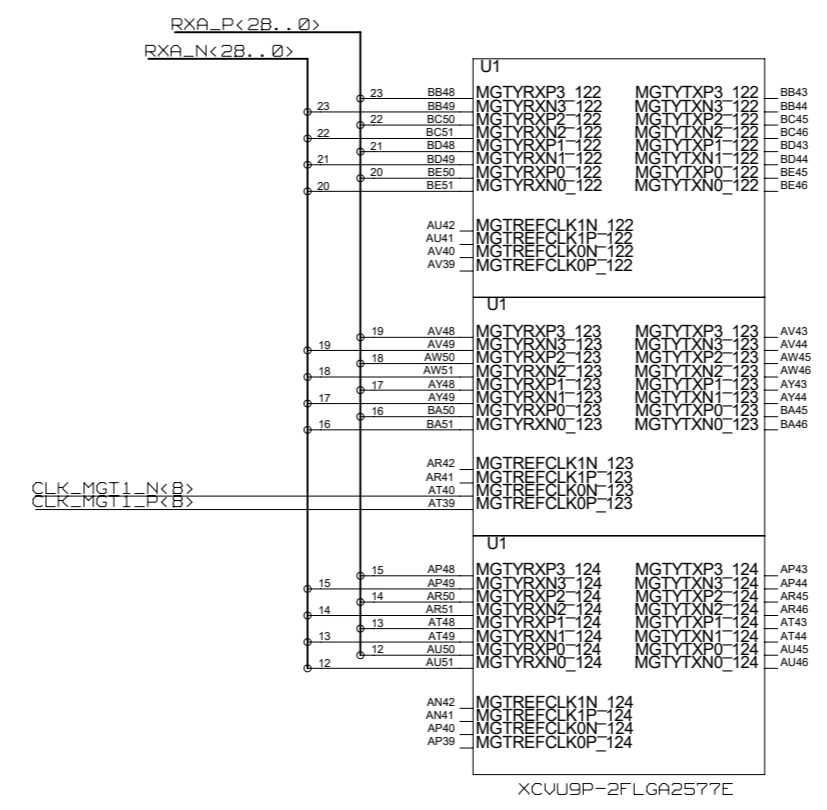 RXA_P<28..0>
RXA_N<28..0>
U1
23 BB48 MGTYRXP3_122 MGTYTXP3_122 BB43
23 BB49 MGTYRXN3_122 MGTYTXN3_122 BB44
22 BC50 MGTYRXP2_122 MGTYTXP2_122 BC45
22 BC51 MGTYRXN2_122 MGTYTXN2_122 BC46
21 BD48 MGTYRXP1_122 MGTYTXP1_122 BD43
21 BD49 MGTYRXN1_122 MGTYTXN1_122 BD44
20 BE50 MGTYRXP0_122 MGTYTXP0_122 BE45
20 BE51 MGTYRXN0_122 MGTYTXN0_122 BE46
AU42 MGTREFCLK1N_122
AU41 MGTREFCLK1P_122
AV40 MGTREFCLK0N_122
AV39 MGTREFCLK0P_122
U1
19 AV48 MGTYRXP3_123 MGTYTXP3_123 AV43
19 AV49 MGTYRXN3_123 MGTYTXN3_123 AV44
18 AW50 MGTYRXP2_123 MGTYTXP2_123 AW45
18 AW51 MGTYRXN2_123 MGTYTXN2_123 AW46
17 AY48 MGTYRXP1_123 MGTYTXP1_123 AY43
17 AY49 MGTYRXN1_123 MGTYTXN1_123 AY44
16 BA50 MGTYRXP0_123 MGTYTXP0_123 BA45
16 BA51 MGTYRXN0_123 MGTYTXN0_123 BA46
AR42 MGTREFCLK1N_123
AR41 MGTREFCLK1P_123
CLK_MGT1_N<8> AT40 MGTREFCLK0N_123
CLK_MGT1_P<8> AT39 MGTREFCLK0P_123
U1
15 AP48 MGTYRXP3_124 MGTYTXP3_124 AP43
15 AP49 MGTYRXN3_124 MGTYTXN3_124 AP44
14 AR50 MGTYRXP2_124 MGTYTXP2_124 AR45
14 AR51 MGTYRXN2_124 MGTYTXN2_124 AR46
13 AT48 MGTYRXP1_124 MGTYTXP1_124 AT43
13 AT49 MGTYRXN1_124 MGTYTXN1_124 AT44
12 AU50 MGTYRXP0_124 MGTYTXP0_124 AU45
12 AU51 MGTYRXN0_124 MGTYTXN0_124 AU46
AN42 MGTREFCLK1N_124
AN41 MGTREFCLK1P_124
AP40 MGTREFCLK0N_124
AP39 MGTREFCLK0P_124
XCVU9P-2FLGA2577E